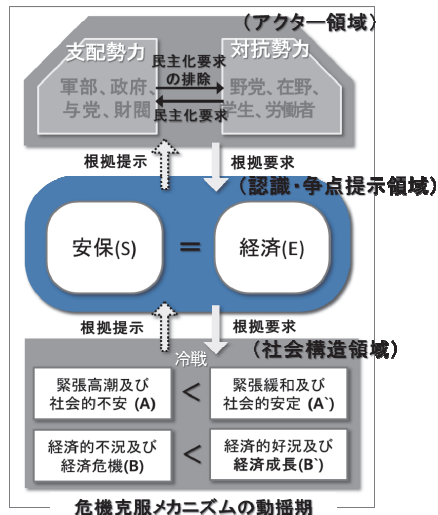 （アクター領域）
支配勢力
対抗勢力
民主化要求
の排除
軍部、政府、
与党、財閥
野党、在野、
学生、労働者
民主化要求
根拠提示
根拠要求
（認識・争点提示領域）
安保(S)
=
経済(E)
根拠提示
根拠要求
（社会構造領域）
冷戦
緊張高潮及び
社会的不安 (A)
<
緊張緩和及び
社会的安定 (A`)
経済的不況及び
経済危機(B)
<
経済的好況及び
経済成長(B`)
危機克服メカニズムの動揺期